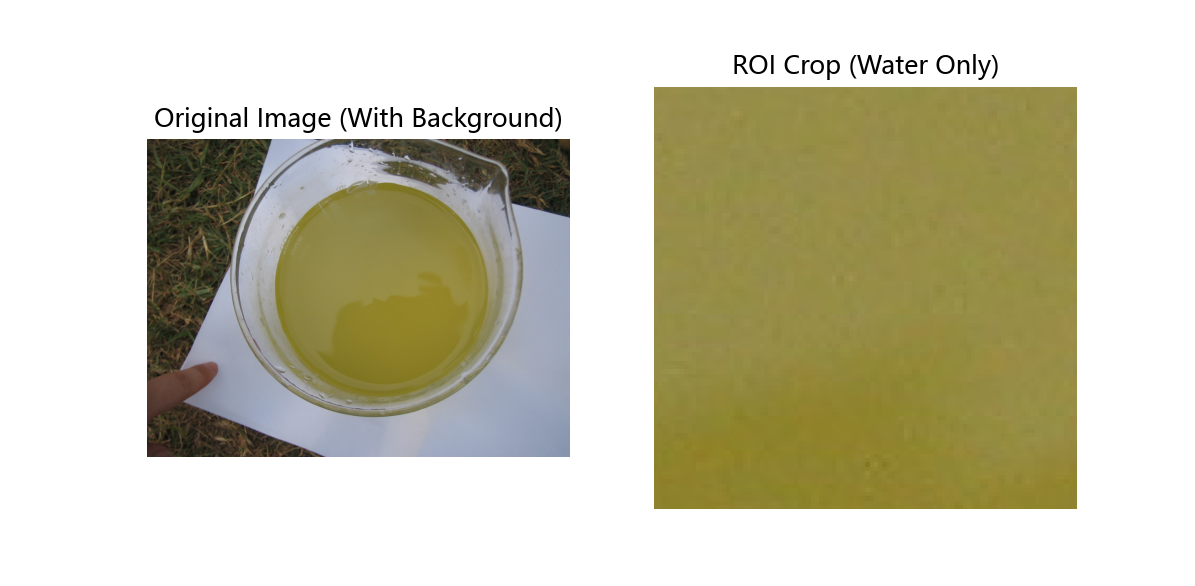 Original Image (With Background)
ROI Crop (Water Only)